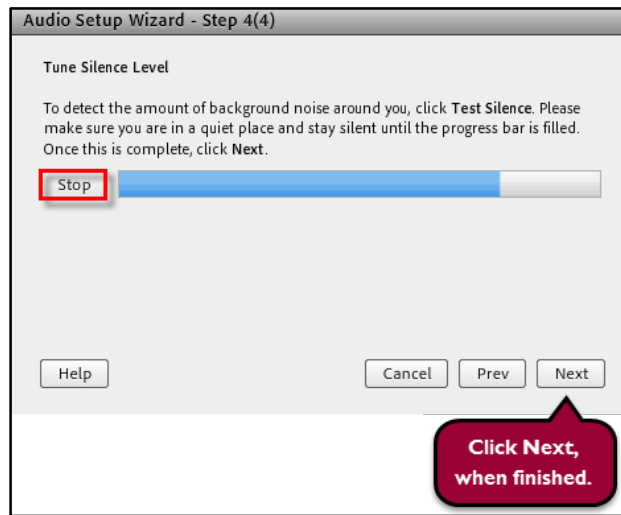 Audio Setup Wizard - Step 4(4)
Tune Silence Level
To detect the amount of background noise around you, click Test Silence. Please
make sure you are in a quiet place and stay silent until the progress bar is filled.
Once this is complete, click Next.
Stop
Help
Cancel
Prev
Next
Click Next,
when finished.